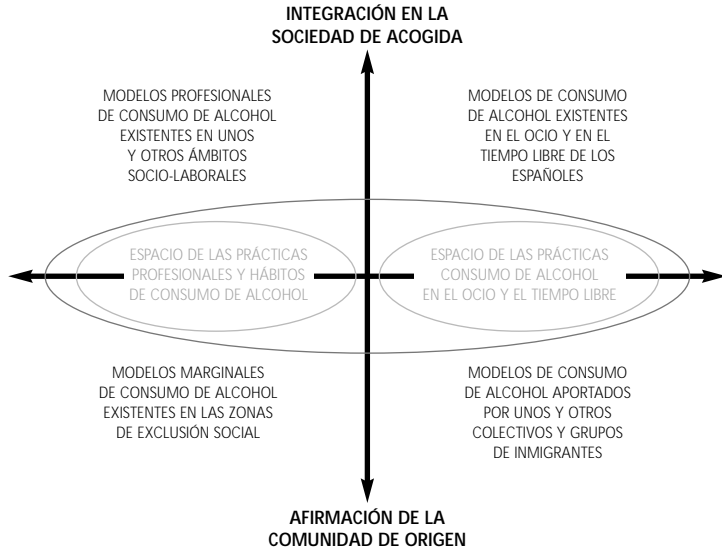 INTEGRACIÓN EN LA
SOCIEDAD DE ACOGIDA
MODELOS PROFESIONALES
DE CONSUMO DE ALCOHOL
EXISTENTES EN UNOS
Y OTROS ÁMBITOS
SOCIO-LABORALES
MODELOS DE CONSUMO
DE ALCOHOL EXISTENTES
EN EL OCIO Y EN EL
TIEMPO LIBRE DE LOS
ESPAÑOLES
ESPACIO DE LAS PRÁCTICAS
PROFESIONALES Y HÁBITOS
DE CONSUMO DE ALCOHOL
ESPACIO DE LAS PRÁCTICAS
CONSUMO DE ALCOHOL
EN EL OCIO Y EL TIEMPO LIBRE
MODELOS MARGINALES
DE CONSUMO DE ALCOHOL
EXISTENTES EN LAS ZONAS
DE EXCLUSIÓN SOCIAL
MODELOS DE CONSUMO
DE ALCOHOL APORTADOS
POR UNOS Y OTROS
COLECTIVOS Y GRUPOS
DE INMIGRANTES
AFIRMACIÓN DE LA
COMUNIDAD DE ORIGEN